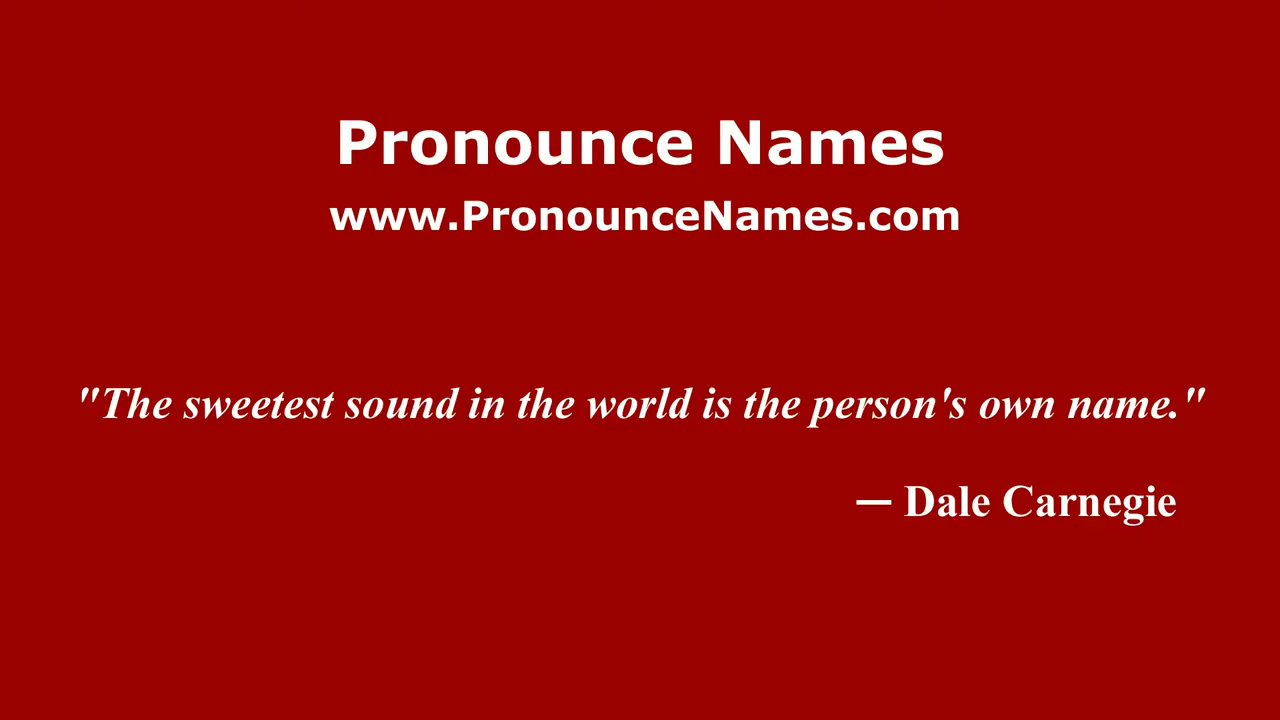 Pronounce Names
www.PronounceNames.com
"The sweetest sound in the world is the person's own name."
— Dale Carnegie